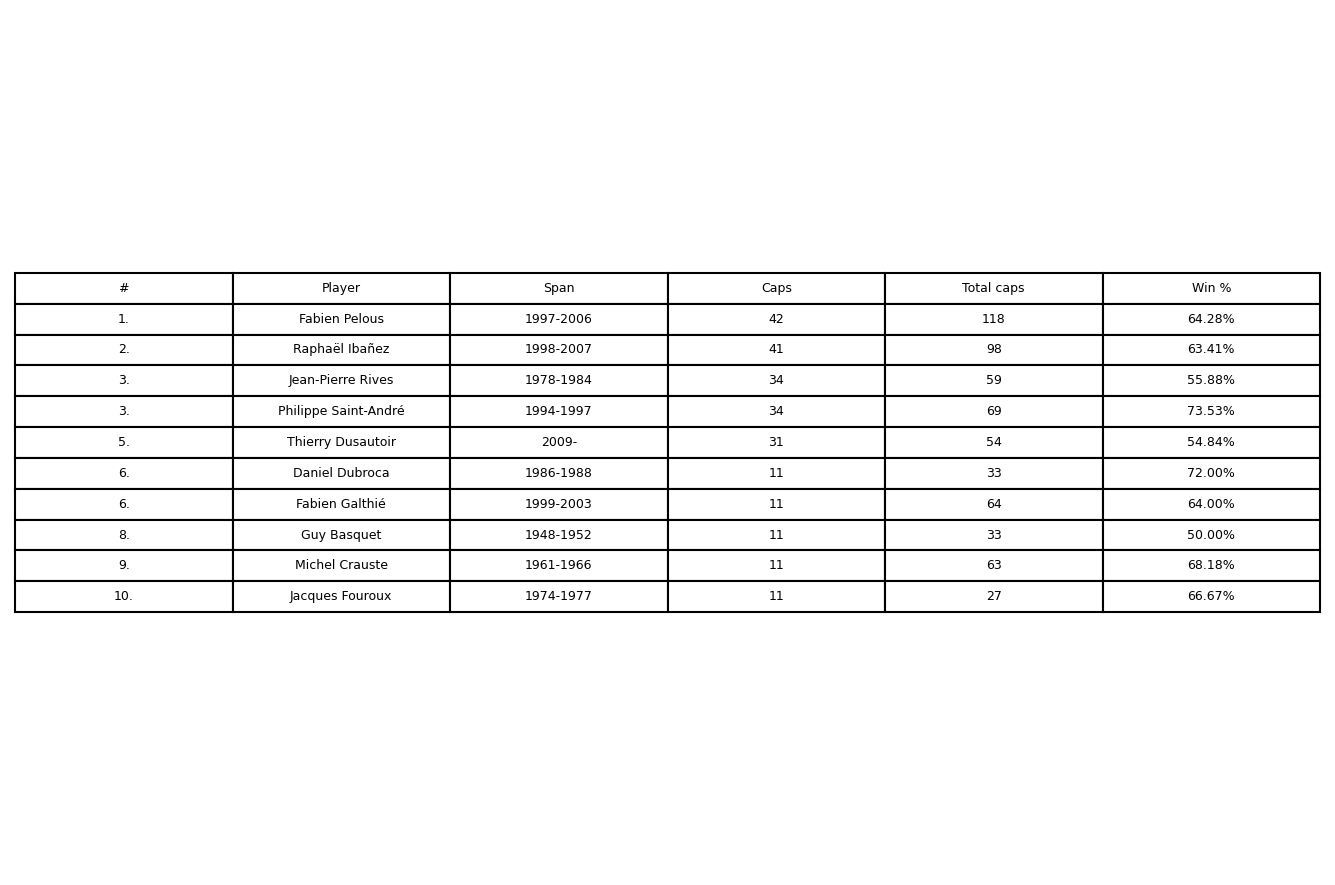 # Player Span Caps Total caps Win %
1. Fabien Pelous 1997-2006 42 118 64.28%
2. Raphaël Ibañez 1998-2007 41 98 63.41%
3. Jean-Pierre Rives 1978-1984 34 59 55.88%
3. Philippe Saint-André 1994-1997 34 69 73.53%
5. Thierry Dusautoir 2009- 31 54 54.84%
6. Daniel Dubroca 1986-1988 11 33 72.00%
6. Fabien Galthié 1999-2003 11 64 64.00%
8. Guy Basquet 1948-1952 11 33 50.00%
9. Michel Crauste 1961-1966 11 63 68.18%
10. Jacques Fouroux 1974-1977 11 27 66.67%